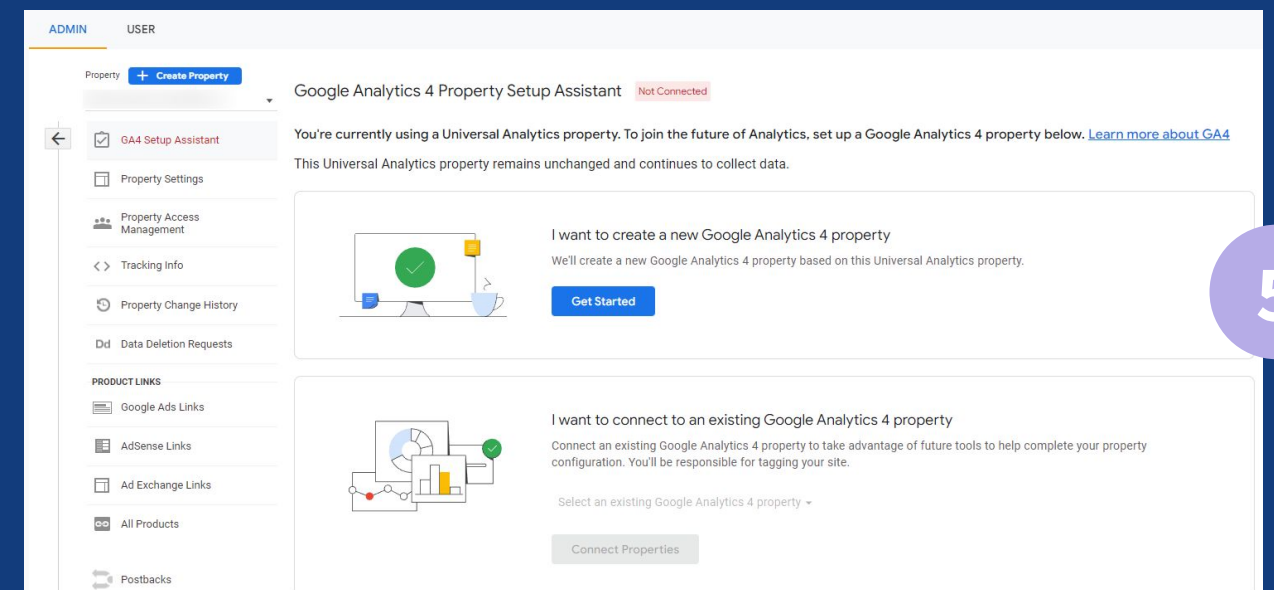 ADMIN USER
Property + Create Property
Google Analytics 4 Property Setup Assistant Not Connected
GA4 Setup Assistant
You're currently using a Universal Analytics property. To join the future of Analytics, set up a Google Analytics 4 property below. Learn more about GA4
This Universal Analytics property remains unchanged and continues to collect data.
Property Settings
Property Access
Management
Tracking Info
Property Change History
Dd Data Deletion Requests
PRODUCT LINKS
Google Ads Links
AdSense Links
Ad Exchange Links
All Products
Postbacks
I want to create a new Google Analytics 4 property
We'll create a new Google Analytics 4 property based on this Universal Analytics property.
Get Started
5
I want to connect to an existing Google Analytics 4 property
Connect an existing Google Analytics 4 property to take advantage of future tools to help complete your property
configuration. You'll be responsible for tagging your site.
Select an existing Google Analytics 4 property
Connect Properties